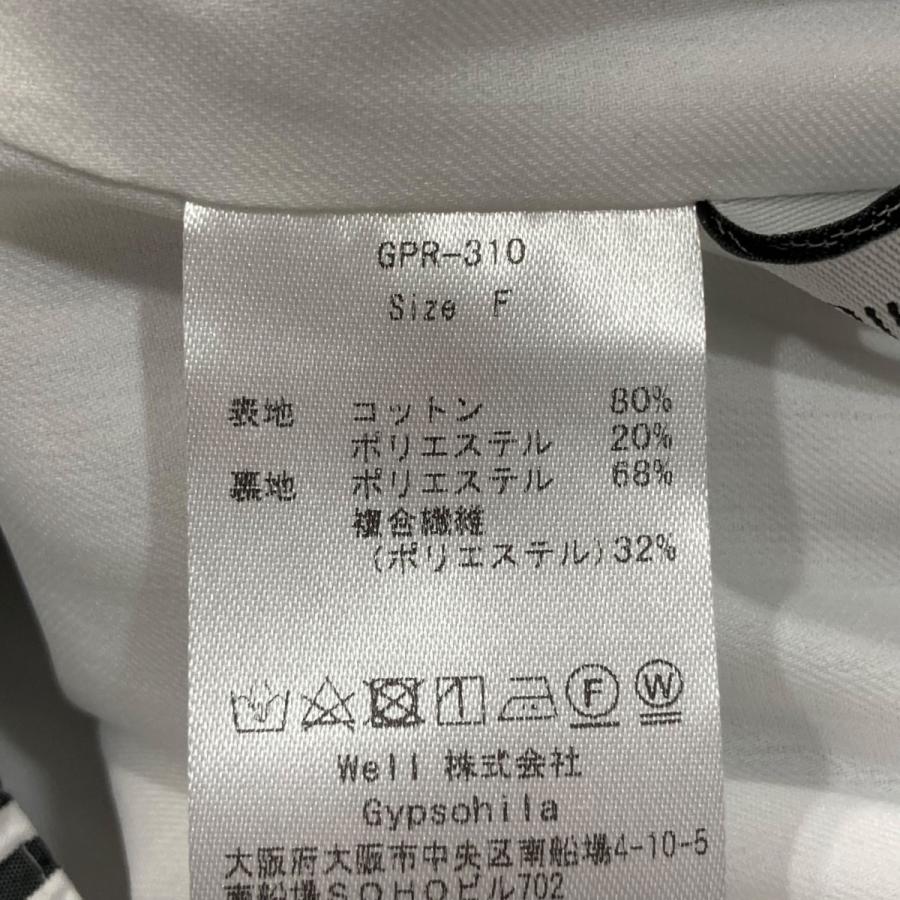 GPR-310
Size F
表地 コットン 80%
ポリエステル 20%
裏地 ポリエステル 68%
複合繊維
(ポリエステル) 32%
F W
Well 株式会社
Gypsohila
大阪府大阪市中央区南船場4-10-5
南船場SOHOビル702